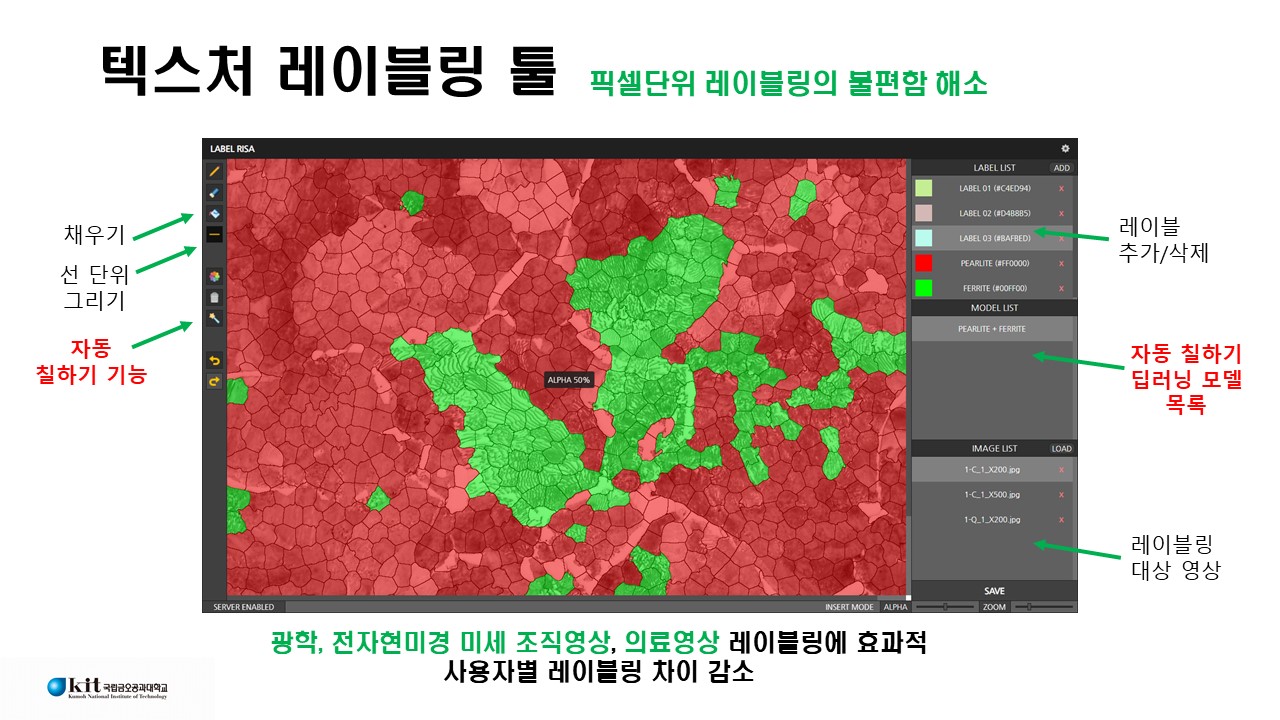 텍스처 레이블링 툴
픽셀단위 레이블링의 불편함 해소
LABEL RISA
채우기
선 단위
그리기
자동
칠하기 기능
ALPHA 50%
LABEL LIST
ADD
LABEL 01 (#C4ED94)
X
LABEL 02 (#D4B8B5)
X
LABEL 03 (#BAFBED)
X
PEARLITE (#FF0000)
X
FERRITE (#00FF00)
X
MODEL LIST
PEARLITE + FERRITE
IMAGE LIST
LOAD
1-C_1_X200.jpg
X
1-C_1_X500.jpg
X
1-Q_1_X200.jpg
X
SAVE
SERVER ENABLED
INSERT MODE
ALPHA
ZOOM
레이블
추가/삭제
자동 칠하기
딥러닝 모델
목록
레이블링
대상 영상
광학, 전자현미경 미세 조직영상, 의료영상 레이블링에 효과적
사용자별 레이블링 차이 감소
kit 국립금오공과대학교
Kumoh National Institute of Technology